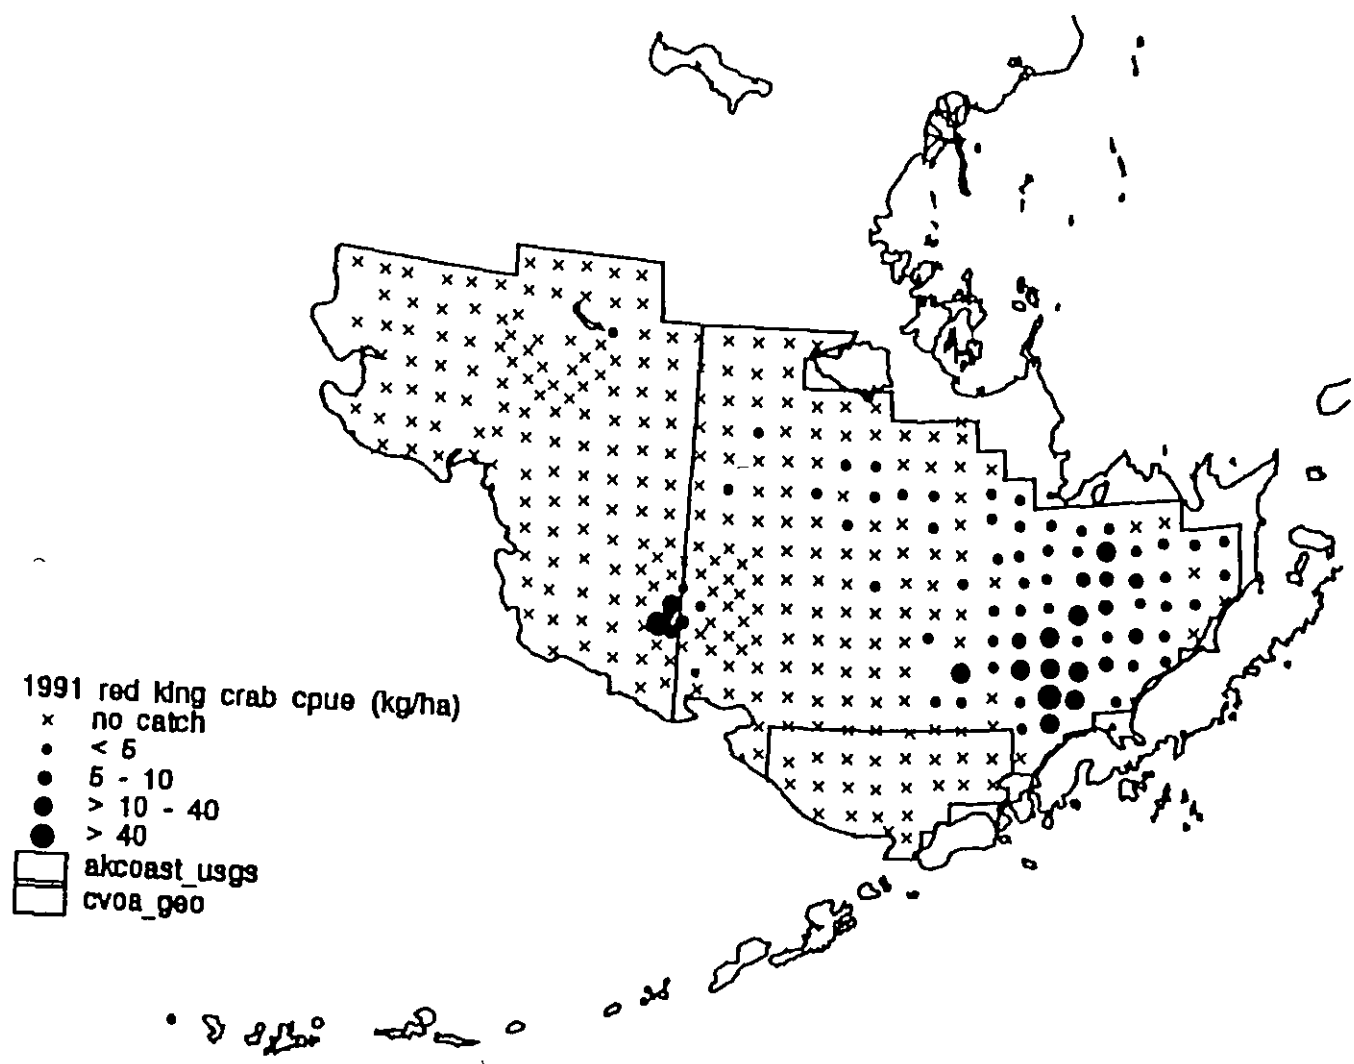 1991 red king crab cpue (kg/ha)
x no catch
• < 5
• 5 - 10
● > 10 - 40
● > 40
akcoast_usgs
cvoa_geo